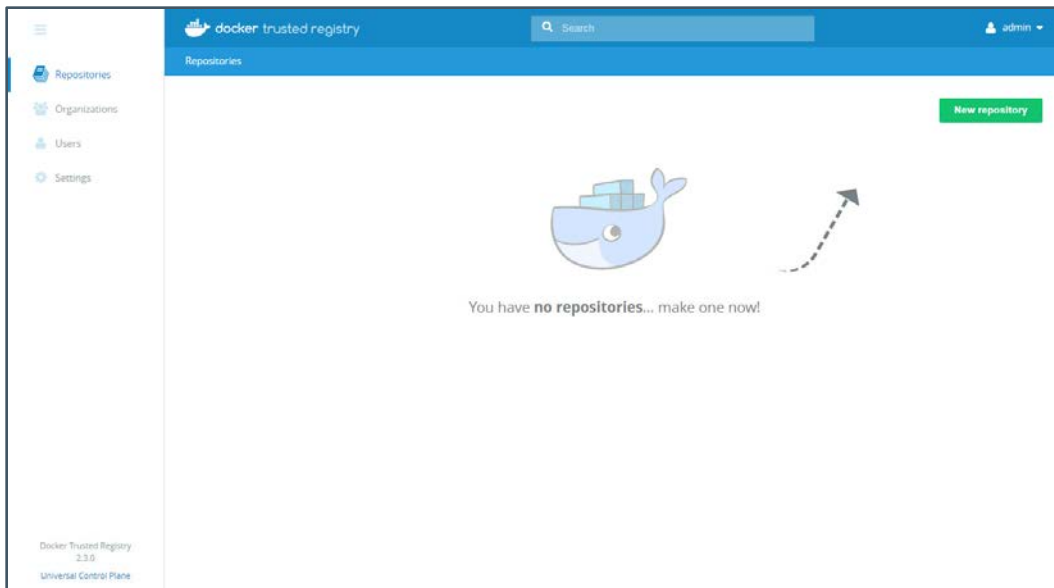 docker trusted registry
Search
admin
Repositories
Repositories
Organizations
Users
Settings
New repository
You have no repositories... make one now!
Docker Trusted Registry
2.3.0
Universal Control Plane